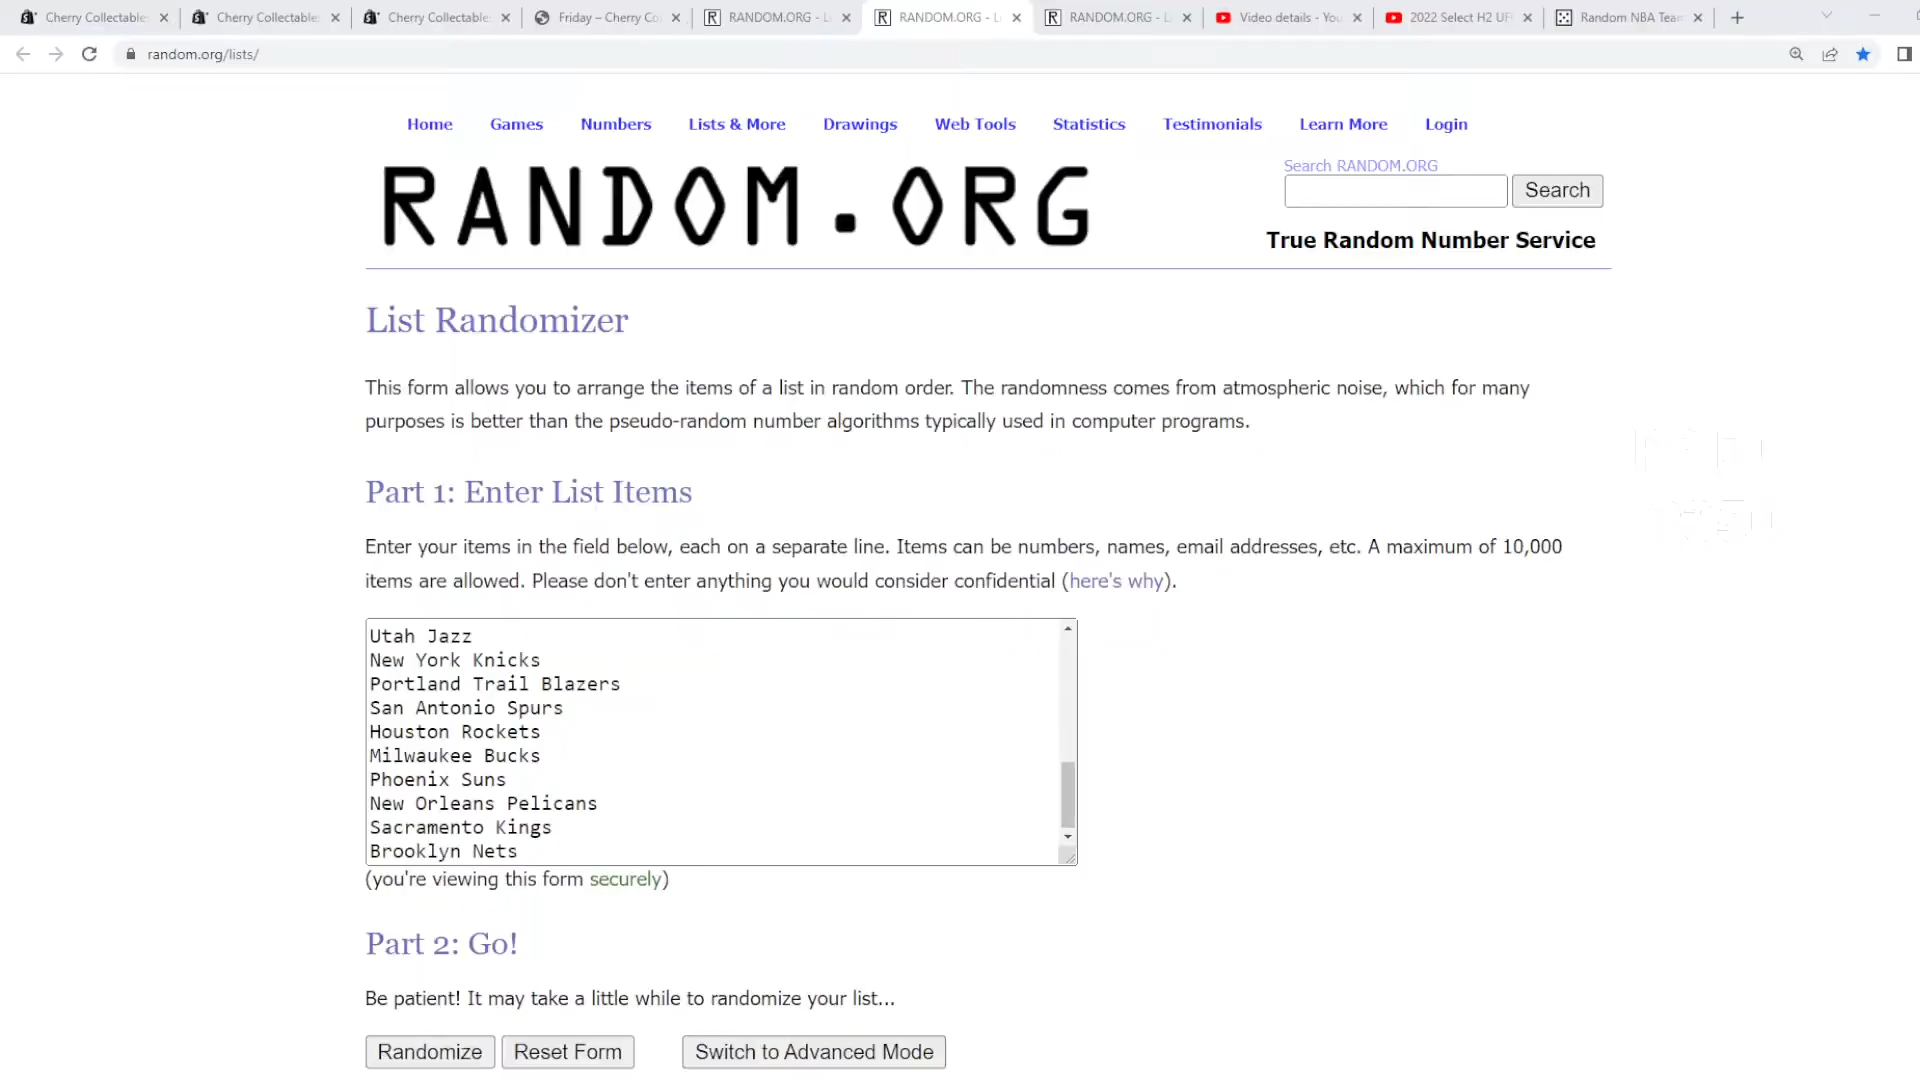 Cherry Collectable
Cherry Collectable
Cherry Collectable
Friday – Cherry Co
RANDOM.ORG - L
RANDOM.ORG - L
RANDOM.ORG - L
Video details - You
2022 Select H2 UF
Random NBA Team
random.org/lists/
Home Games Numbers Lists & More Drawings Web Tools Statistics Testimonials Learn More Login
RANDOM.ORG
Search RANDOM.ORG
Search
True Random Number Service
List Randomizer
This form allows you to arrange the items of a list in random order. The randomness comes from atmospheric noise, which for many
purposes is better than the pseudo-random number algorithms typically used in computer programs.
Part 1: Enter List Items
Enter your items in the field below, each on a separate line. Items can be numbers, names, email addresses, etc. A maximum of 10,000
items are allowed. Please don't enter anything you would consider confidential (here's why).
Utah Jazz
New York Knicks
Portland Trail Blazers
San Antonio Spurs
Houston Rockets
Milwaukee Bucks
Phoenix Suns
New Orleans Pelicans
Sacramento Kings
Brooklyn Nets
(you're viewing this form securely)
Part 2: Go!
Be patient! It may take a little while to randomize your list...
Randomize Reset Form Switch to Advanced Mode